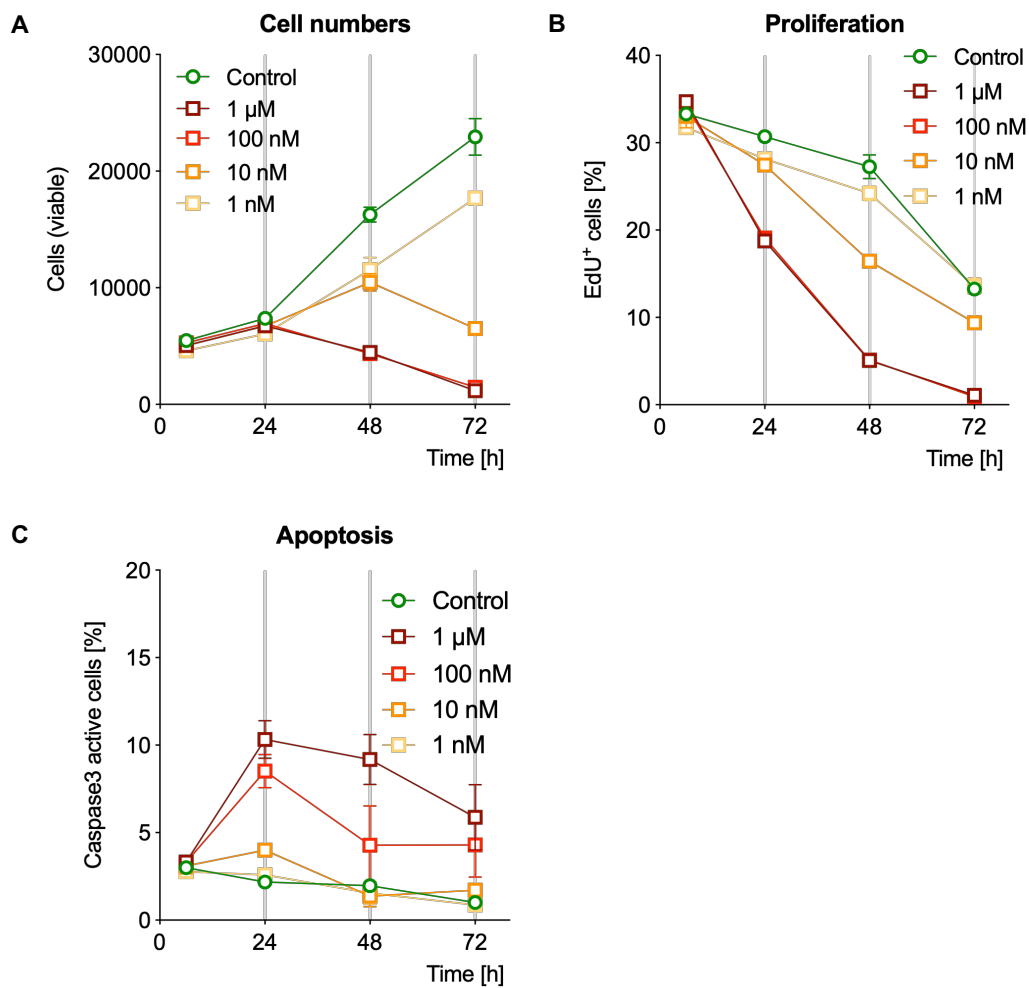 A
Cell numbers
30000
20000
10000
0
Cells (viable)
Control
1 µM
100 nM
10 nM
1 nM
0 24 48 72
Time [h]
B
Proliferation
40
30
20
10
0
EdU⁺ cells [%]
Control
1 µM
100 nM
10 nM
1 nM
0 24 48 72
Time [h]
C
Apoptosis
20
15
10
5
0
Caspase3 active cells [%]
Control
1 µM
100 nM
10 nM
1 nM
0 24 48 72
Time [h]